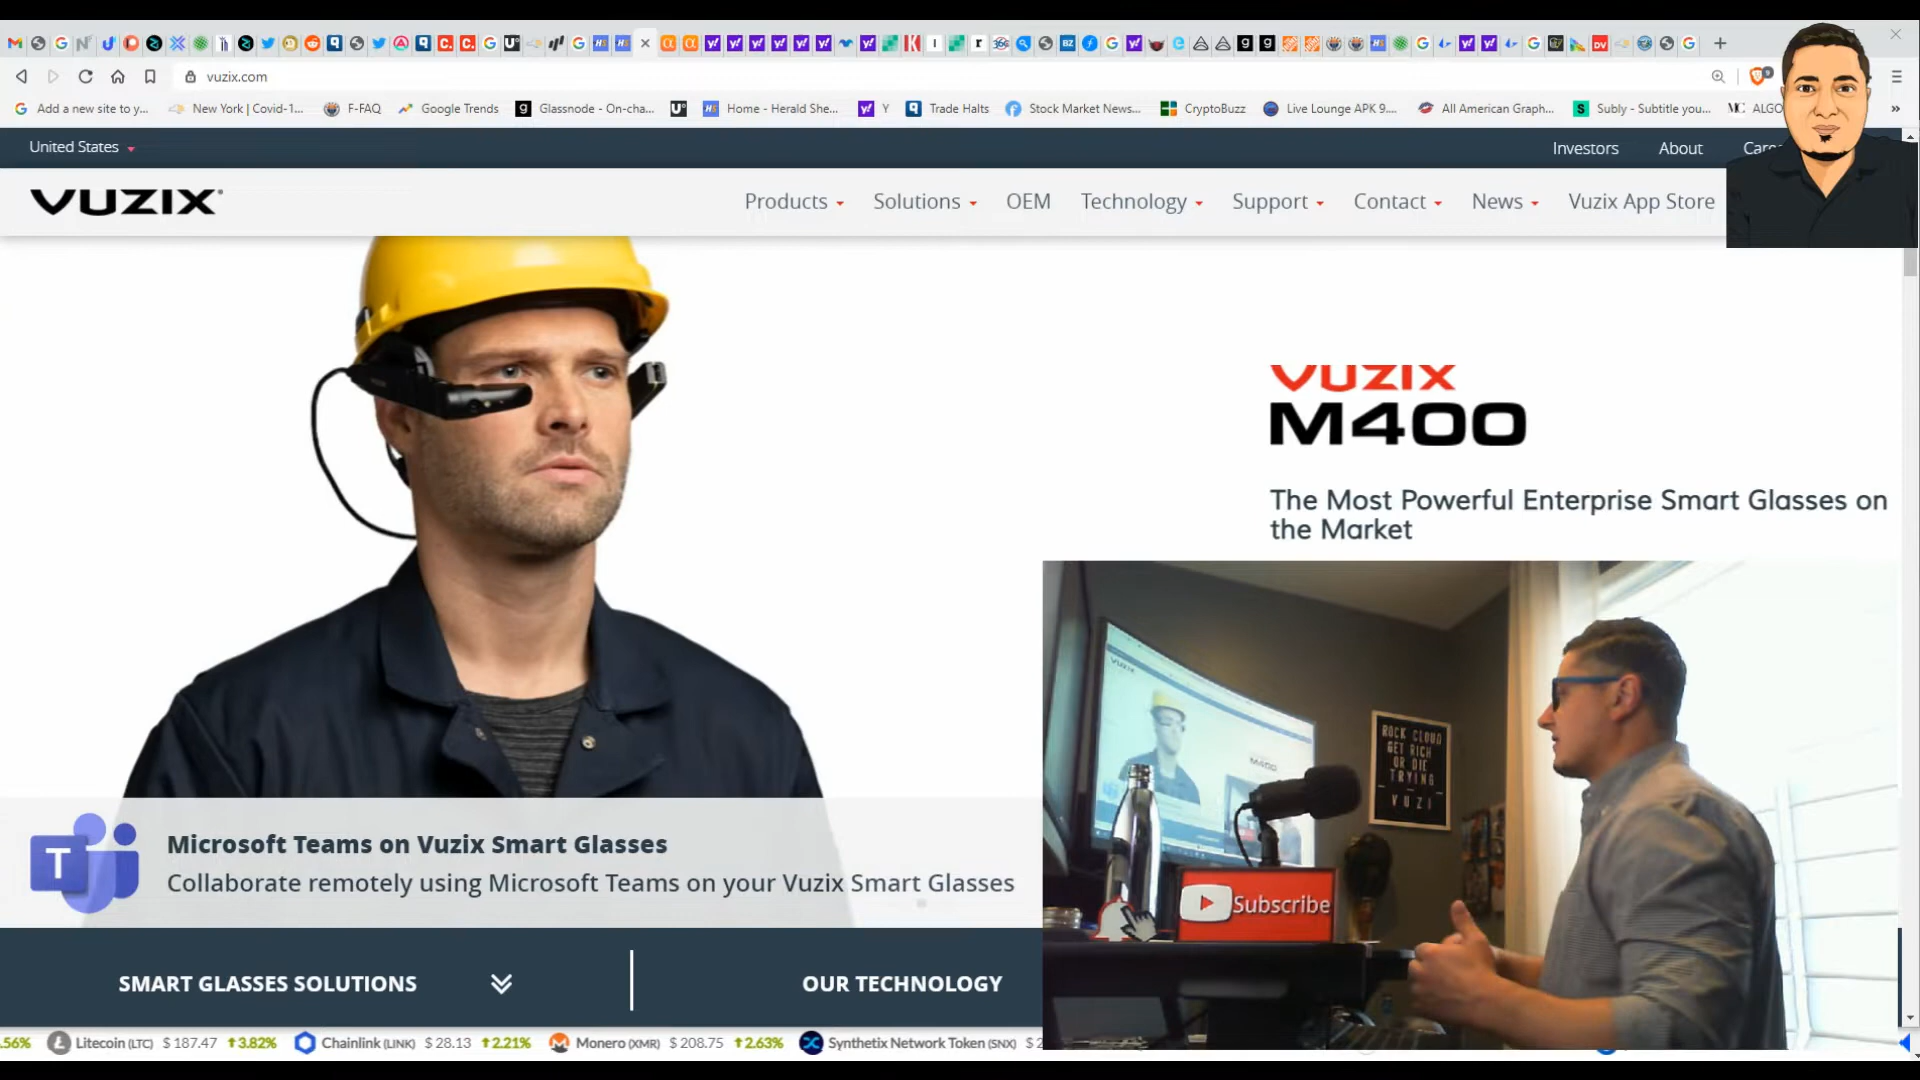 vuzix.com
Add a new site to y...
New York | Covid-1...
F-FAQ
Google Trends
Glassnode - On-cha...
Home - Herald She...
Y
Trade Halts
Stock Market News...
CryptoBuzz
Live Lounge APK 9....
All American Graph...
Subly - Subtitle you...
ALGO
United States
Investors
About
Caree
VUZIX
Products
Solutions
OEM
Technology
Support
Contact
News
Vuzix App Store
VUZIX
M400
The Most Powerful Enterprise Smart Glasses on
the Market
VUZIX
M400
ROCK CLOUD
GET RICH
OR DIE
TRYING
- VUZI -
Subscribe
T
Microsoft Teams on Vuzix Smart Glasses
Collaborate remotely using Microsoft Teams on your Vuzix Smart Glasses
SMART GLASSES SOLUTIONS
OUR TECHNOLOGY
.56%
Litecoin (LTC) $ 187.47 3.82%
Chainlink (LINK) $ 28.13 2.21%
Monero (XMR) $ 208.75 2.63%
Synthetix Network Token (SNX) $ 2